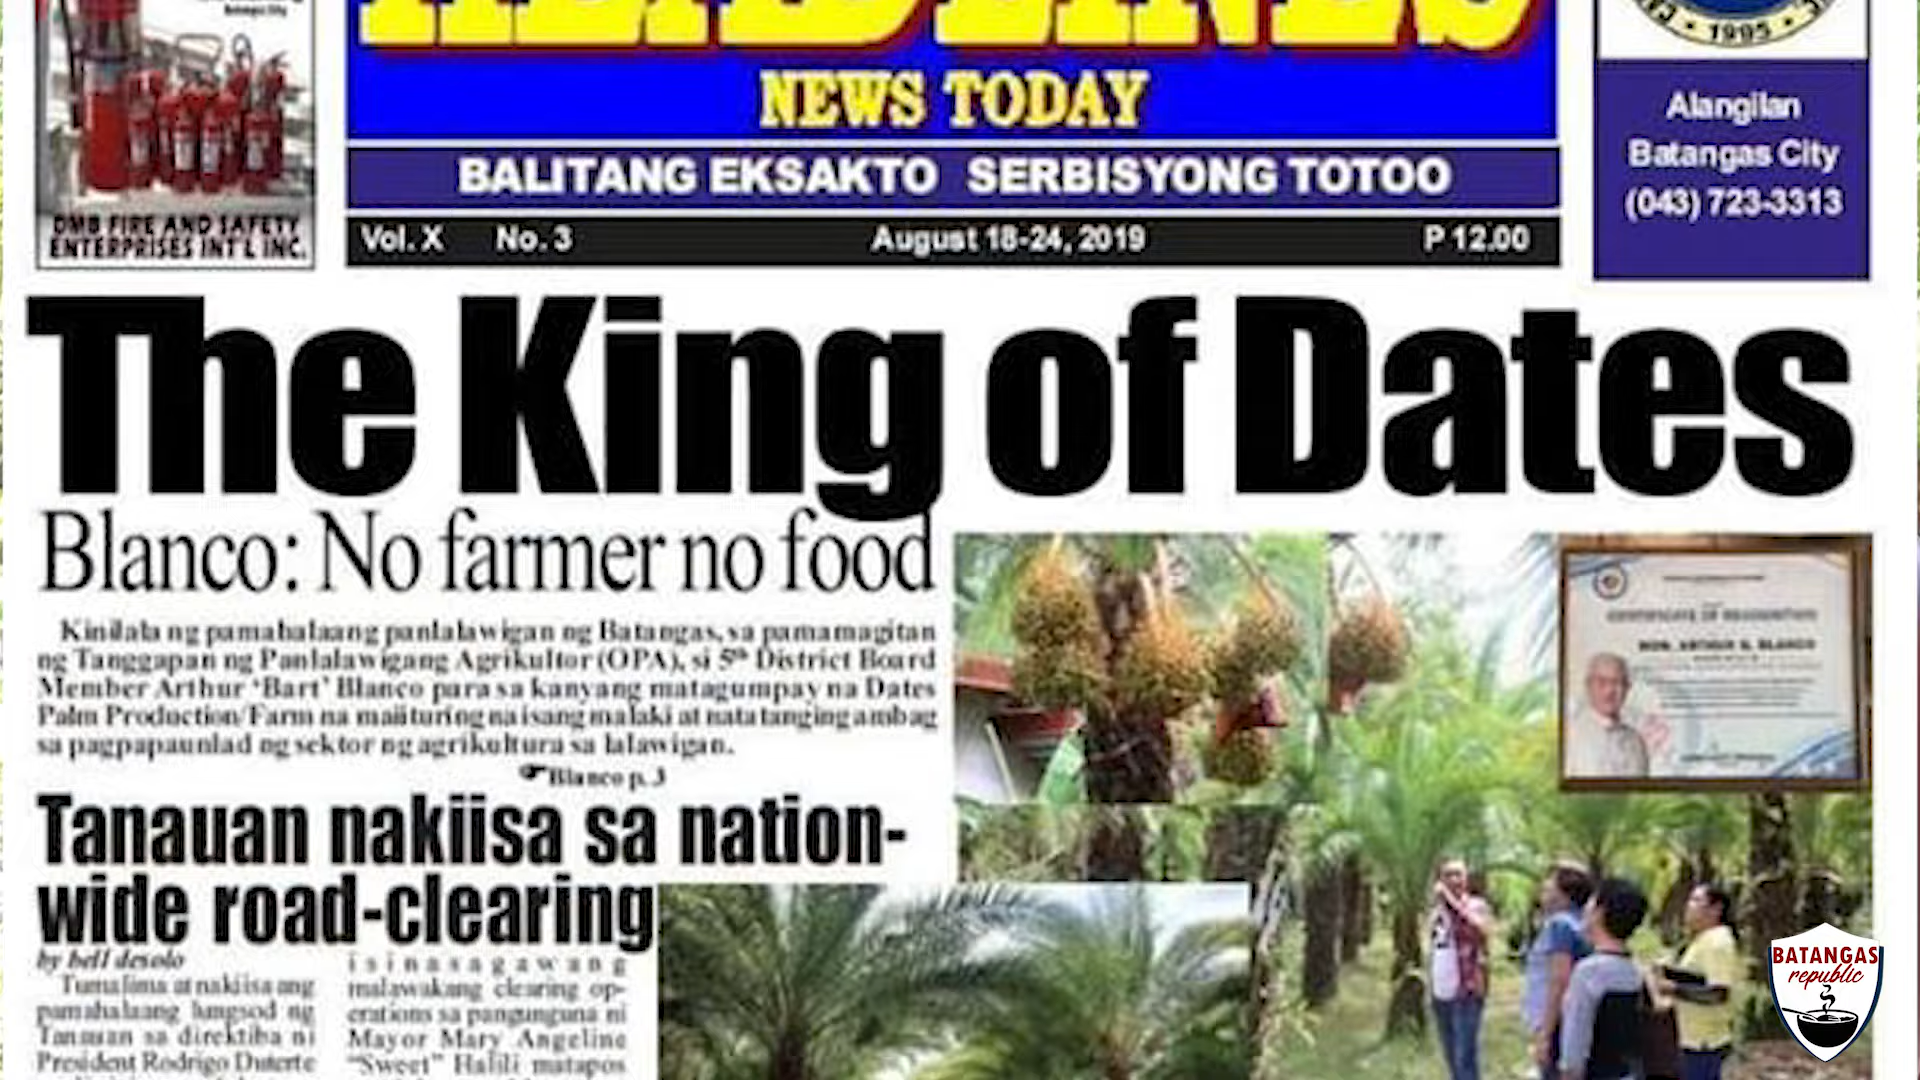 DMB FIRE AND SAFETY
ENTERPRISES INT'L INC.
NEWS TODAY
BALITANG EKSAKTO SERBISYONG TOTOO
Vol. X No. 3 August 18-24, 2019 P 12.00
1995
Alangilan
Batangas City
(043) 723-3313
The King of Dates
Blanco: No farmer no food
Kinilala ng pamahalaang panlalawigan ng Batangas, sa pamamagitan
ng Tanggapan ng Panlalawigang Agrikultor (OPA), si 5th District Board
Member Arthur 'Bart' Blanco para sa kanyang matagumpay na Dates
Palm Production/Farm na maiituring na isang malaki at natatanging ambag
sa pagpapaunlad ng sektor ng agrikultura sa lalawigan.
Blanco p. 3
CERTIFICATE OF RECOGNITION
HON. ARTHUR G. BLANCO
Tanauan nakiisa sa nation-
wide road-clearing
by bell desolo
Tumalima at nakiisa ang
pamahalaang lungsod ng
Tanauan sa direktiba ni
President Rodrigo Duterte
isinasagawang
malawakang clearing op-
erations sa pangunguna ni
Mayor Mary Angeline
"Sweet" Halili matapos
BATANGAS
republic